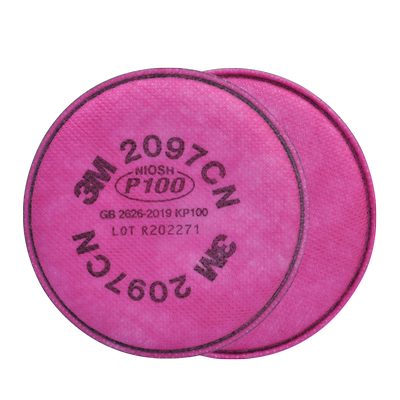 3M 2097CN
NIOSH
P100
GB 2626-2019 KP100
LOT R202271
3M 2097CN